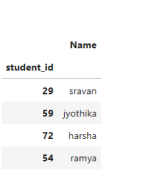 Name
student_id
29 sravan
59 jyothika
72 harsha
54 ramya